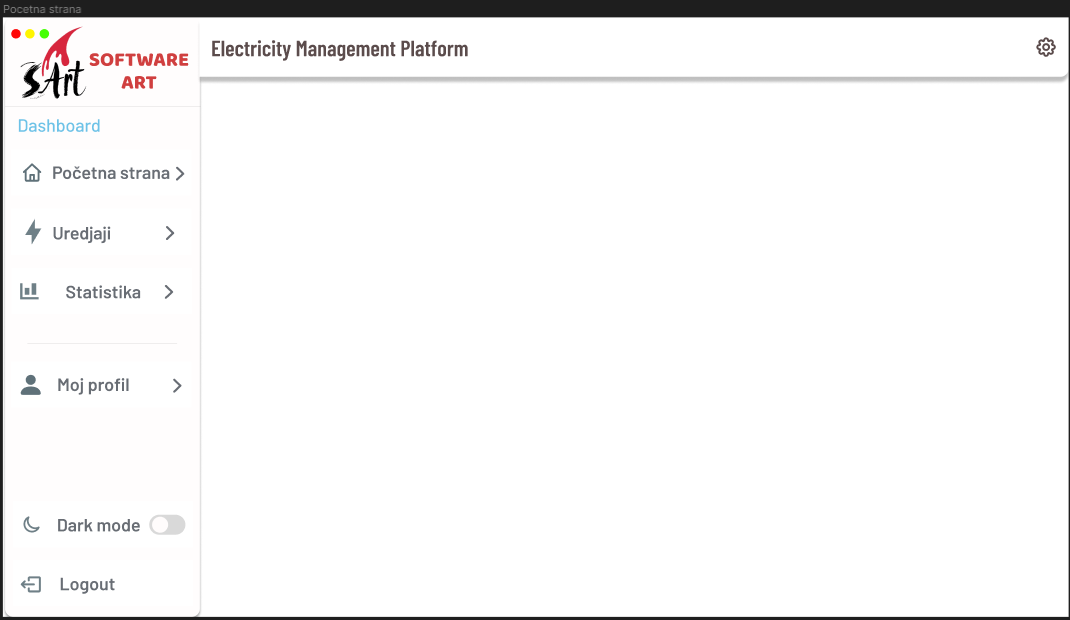 Pocetna strana
sArt
SOFTWARE
ART
Electricity Management Platform
Dashboard
Početna strana
Uredjaji
Statistika
Moj profil
Dark mode
Logout